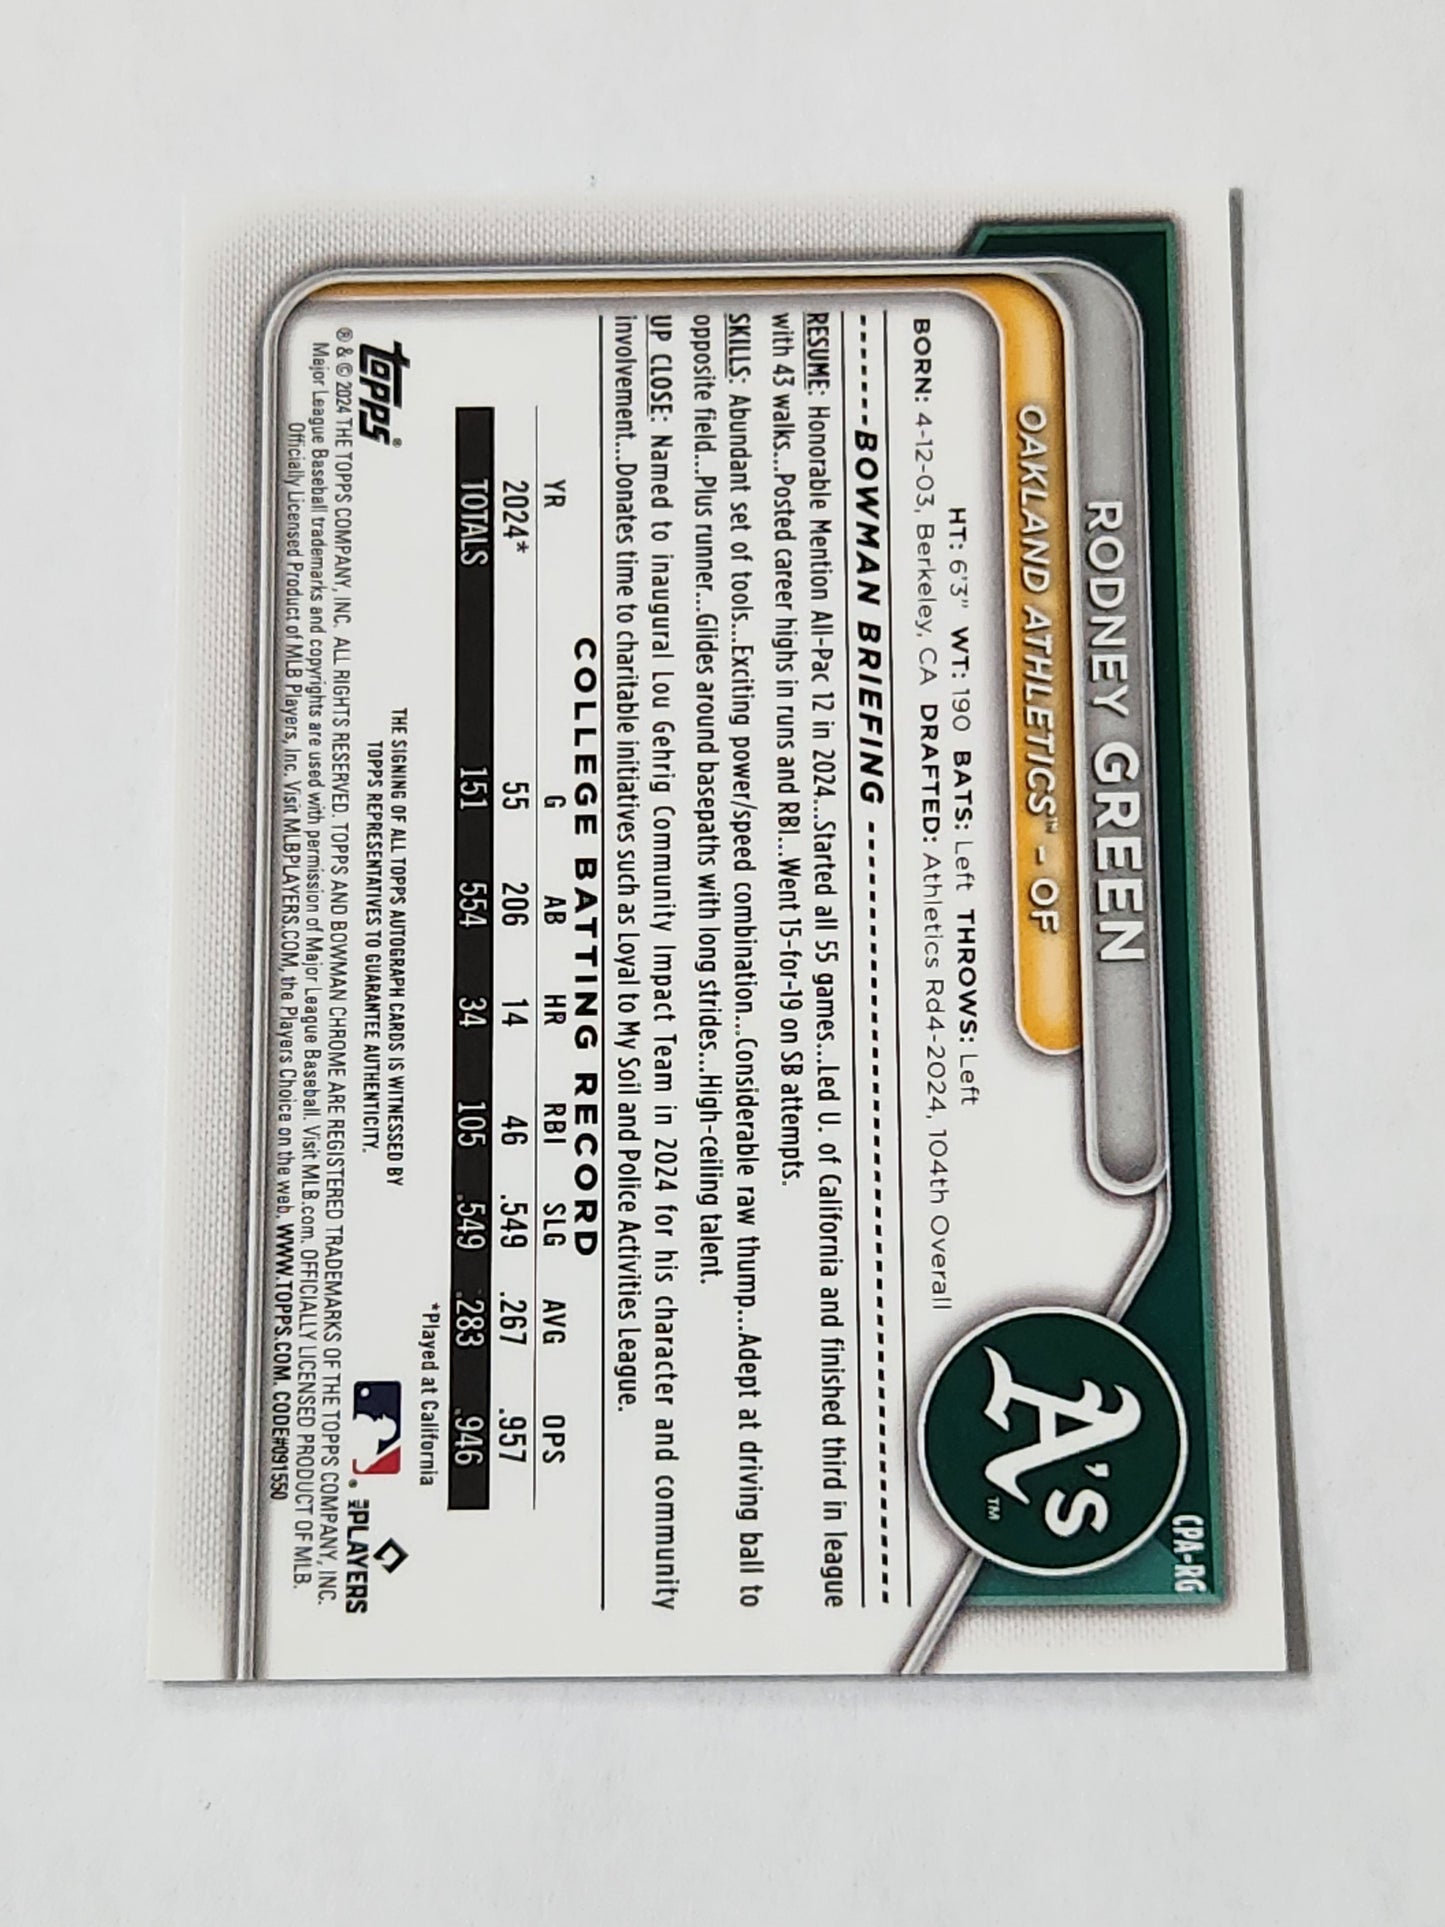 CPA-RG
RODNEY GREEN
OAKLAND ATHLETICS™ - OF
A's™
HT: 6'3" WT: 190 BATS: Left THROWS: Left
BORN: 4-12-03, Berkeley, CA DRAFTED: Athletics Rd4-2024, 104th Overall
BOWMAN BRIEFING
RESUME: Honorable Mention All-Pac 12 in 2024...Started all 55 games...Led U. of California and finished third in league
with 43 walks...Posted career highs in runs and RBI...Went 15-for-19 on SB attempts.
SKILLS: Abundant set of tools...Exciting power/speed combination...Considerable raw thump...Adept at driving ball to
opposite field...Plus runner...Glides around basepaths with long strides...High-ceiling talent.
UP CLOSE: Named to inaugural Lou Gehrig Community Impact Team in 2024 for his character and community
involvement...Donates time to charitable initiatives such as Loyal to My Soil and Police Activities League.
COLLEGE BATTING RECORD
YR G AB HR RBI SLG AVG OPS
2024* 55 206 14 46 .549 .267 .957
TOTALS 151 554 34 105 .549 .283 .946
*Played at California
topps®
THE SIGNING OF ALL TOPPS AUTOGRAPH CARDS IS WITNESSED BY
TOPPS REPRESENTATIVES TO GUARANTEE AUTHENTICITY.
MLB PLAYERS
® & © 2024 THE TOPPS COMPANY, INC. ALL RIGHTS RESERVED. TOPPS AND BOWMAN CHROME ARE REGISTERED TRADEMARKS OF THE TOPPS COMPANY, INC.
Major League Baseball trademarks and copyrights are used with permission of Major League Baseball. Visit MLB.com. OFFICIALLY LICENSED PRODUCT OF MLB.
Officially Licensed Product of MLB Players, Inc. Visit MLBPLAYERS.COM, the Players Choice on the web. WWW.TOPPS.COM. CODE#091550